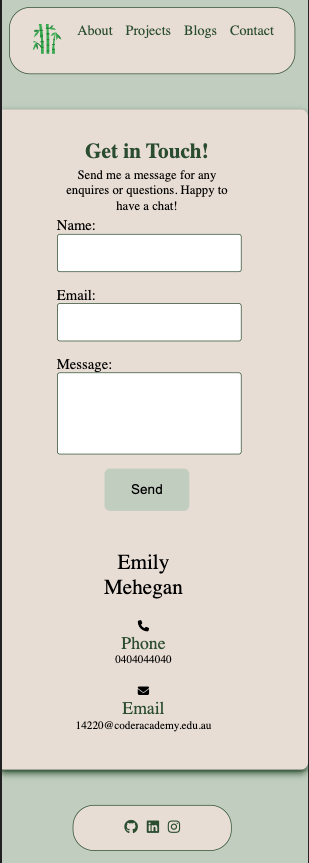 About Projects Blogs Contact
Get in Touch!
Send me a message for any
enquires or questions. Happy to
have a chat!
Name:
Email:
Message:
Send
Emily
Mehegan
Phone
0404044040
Email
14220@coderacademy.edu.au